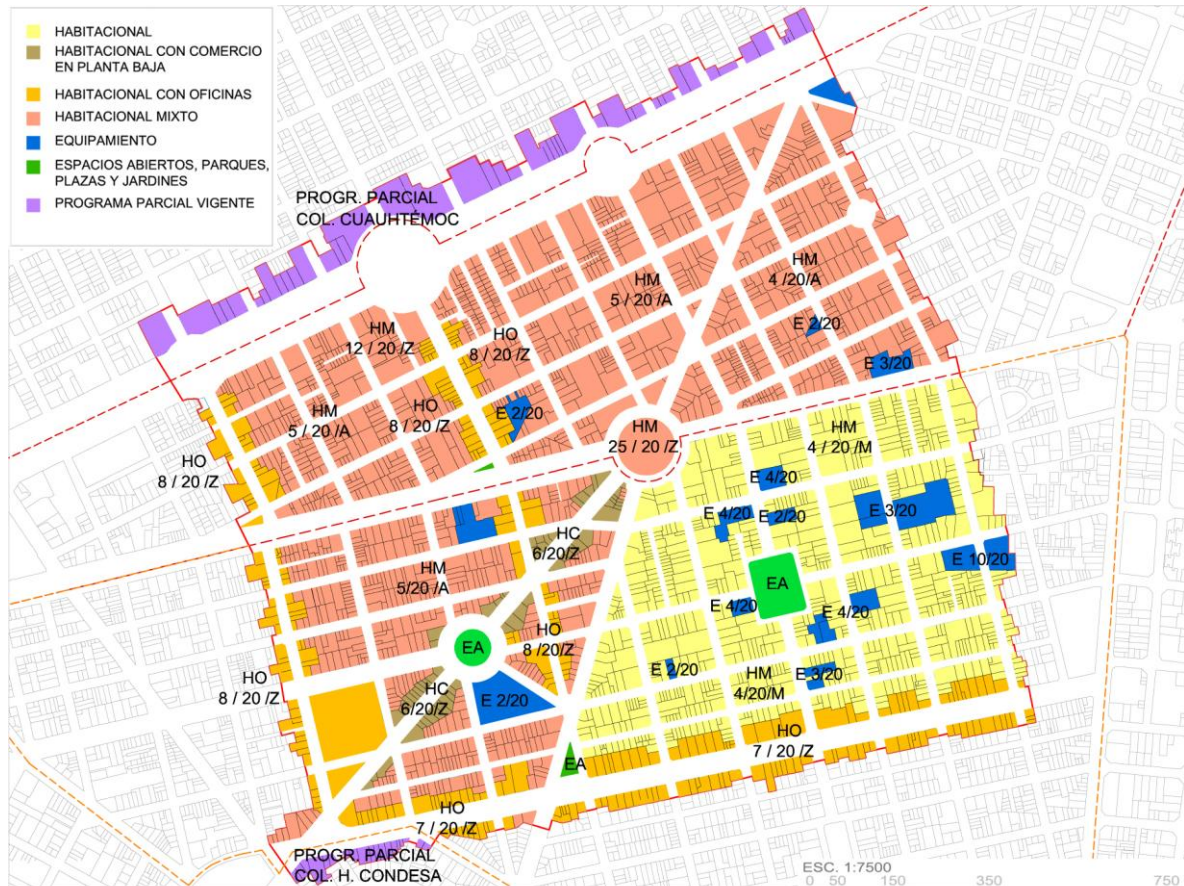 HABITACIONAL
HABITACIONAL CON COMERCIO
EN PLANTA BAJA
HABITACIONAL CON OFICINAS
HABITACIONAL MIXTO
EQUIPAMIENTO
ESPACIOS ABIERTOS, PARQUES,
PLAZAS Y JARDINES
PROGRAMA PARCIAL VIGENTE
PROGR. PARCIAL
COL. CUAUHTÉMOC
HM
4 /20/A
HM
5 / 20 /A
E 2/20
HM
12 / 20 /Z
HO
8 / 20 /Z
E 3/20
HM
5 / 20 /A
HO
8 / 20 /Z
E 2/20
HM
25 / 20 /Z
HM
4 / 20 /M
HO
8 / 20 /Z
E 4/20
E 4/20
E 2/20
E 3/20
HC
6/20/Z
E 10/20
HM
5/20 /A
EA
E 4/20
E 4/20
HO
8 /20/Z
EA
E 2/20
E 3/20
HM
4/20/M
HO
8 / 20 /Z
HC
6/20/Z
E 2/20
HO
7 / 20 /Z
EA
HO
7 / 20 /Z
PROGR. PARCIAL
COL. H. CONDESA
ESC. 1:7500
0 50 150 350 750